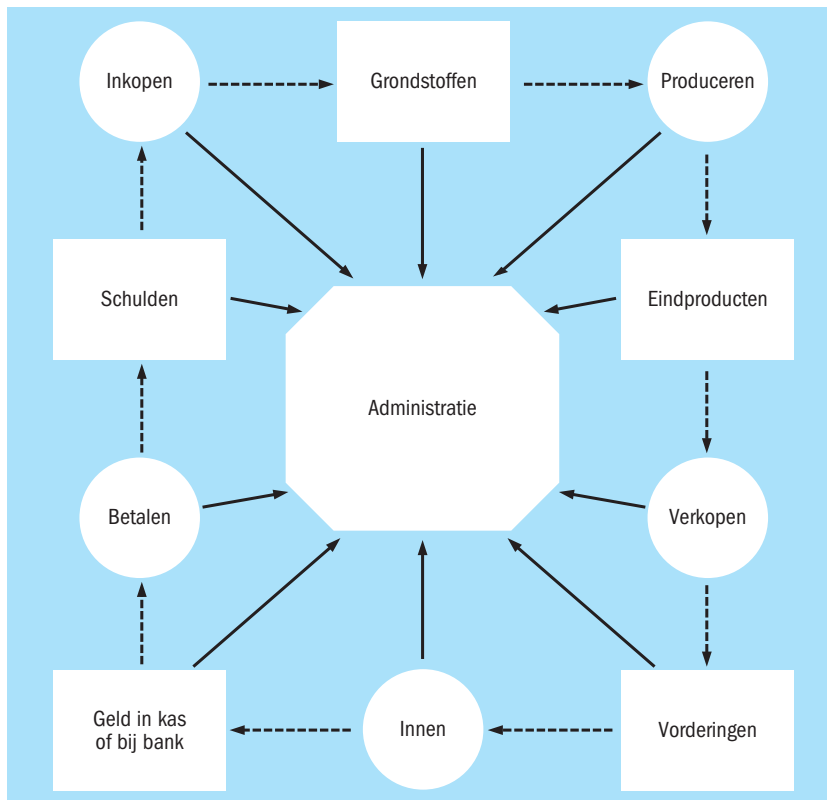 Inkopen
Grondstoffen
Produceren
Schulden
Eindproducten
Administratie
Betalen
Verkopen
Geld in kas
of bij bank
Innen
Vorderingen